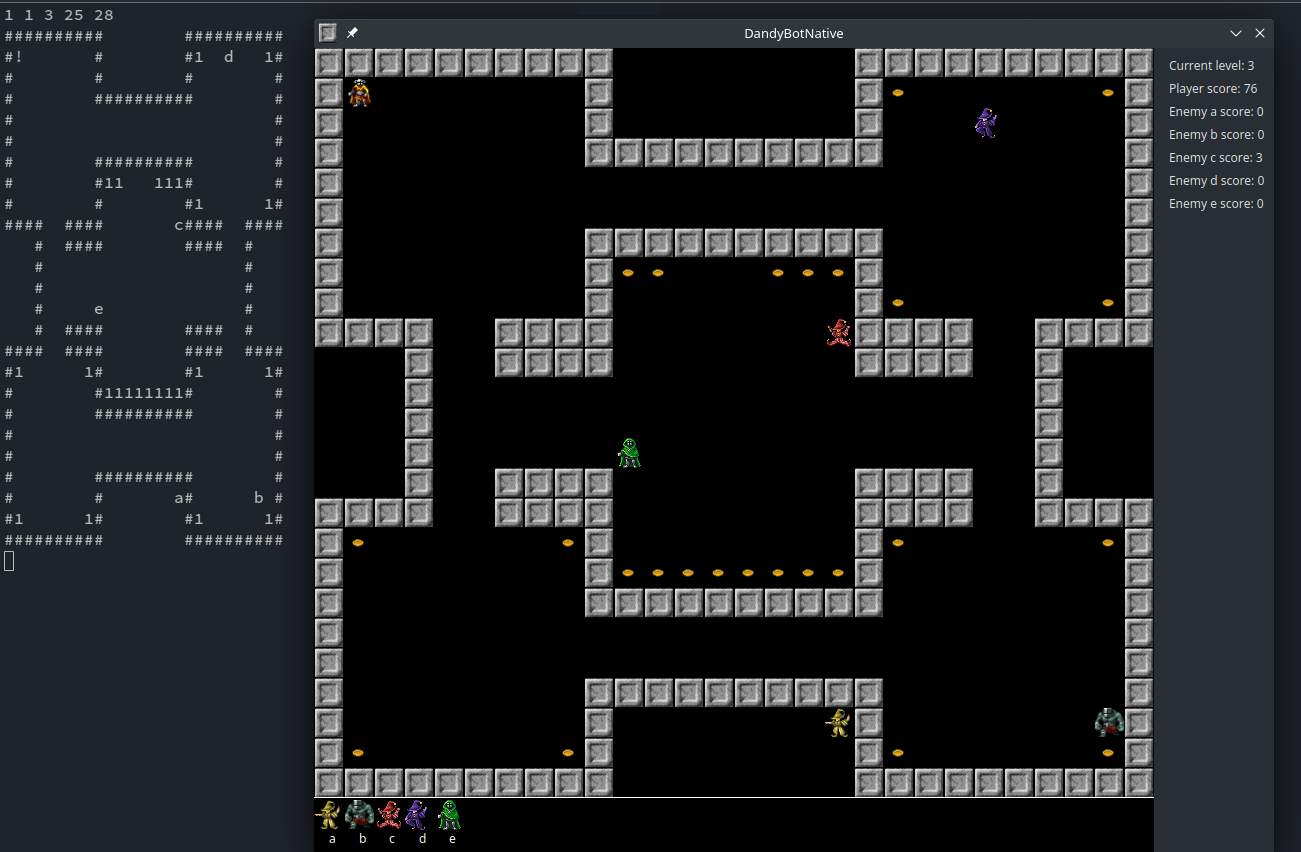 1 1 3 25 28
##########        ##########
#!       #        #1  d   1#
#        #        #        #
#        ##########        #
#                          #
#                          #
#        ##########        #
#        #11   111#        #
#        #        #1      1#
####  ####       c####  ####
   #  ####        ####  #
   #                    #
   #                    #
   #     e              #
   #  ####        ####  #
####  ####        ####  ####
#1      1#        #1      1#
#        #11111111#        #
#        ##########        #
#                          #
#                          #
#        ##########        #
#        #       a#      b #
#1      1#        #1      1#
##########        ##########
DandyBotNative
Current level: 3
Player score: 76
Enemy a score: 0
Enemy b score: 0
Enemy c score: 3
Enemy d score: 0
Enemy e score: 0
a b c d e